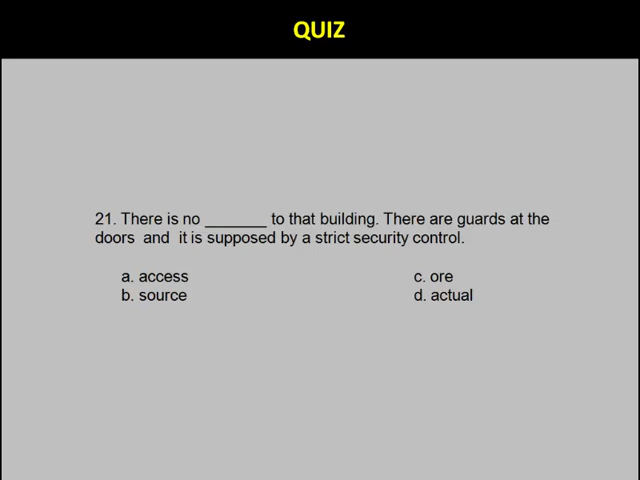 QUIZ
21. There is no _______ to that building. There are guards at the
doors and it is supposed by a strict security control.
a. access
c. ore
b. source
d. actual